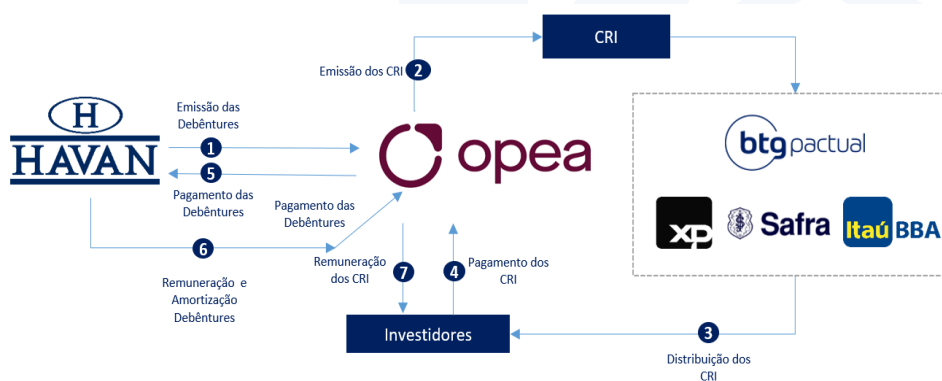 CRI
Emissão dos CRI
2
Emissão das
Debêntures
1
H
HAVAN
opea
5
Pagamento das
Debêntures
Pagamento das
Debêntures
6
Remuneração e
Amortização
Debêntures
Remuneração
dos CRI
7
4
Pagamento dos
CRI
btg pactual
xp
Safra
Itaú BBA
Investidores
3
Distribuição dos
CRI